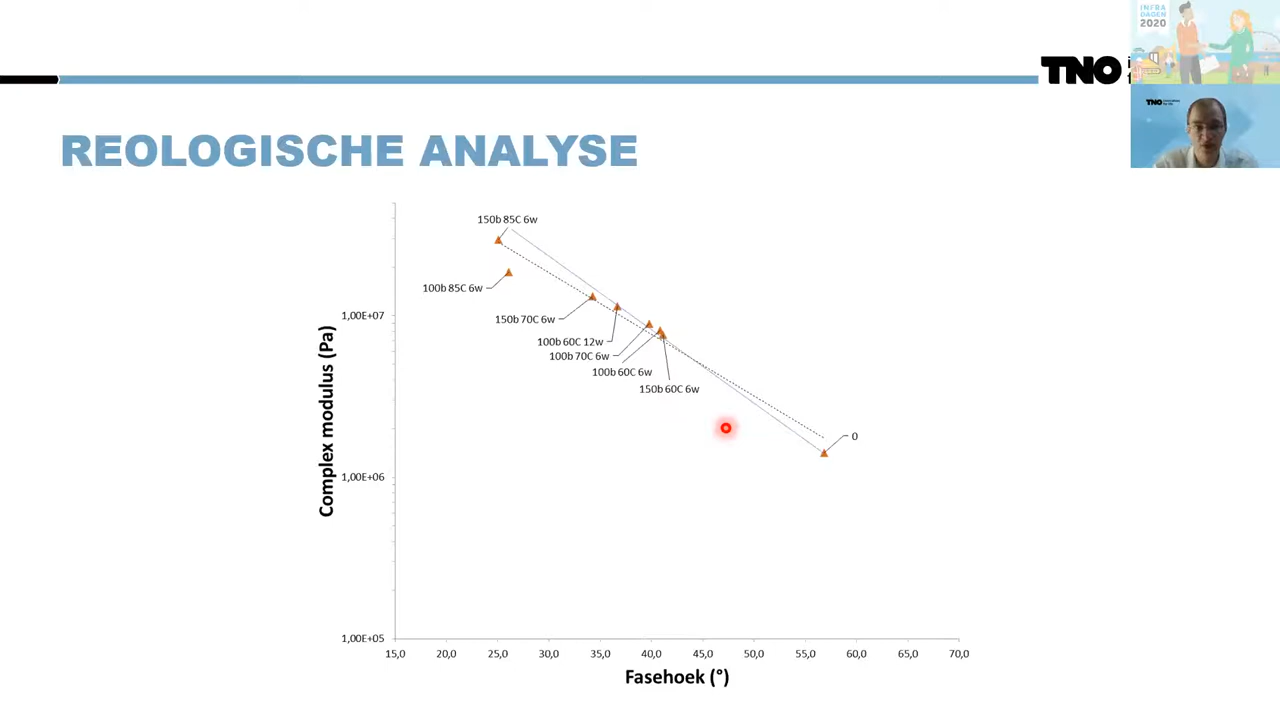 INFRA
DAGEN
2020
TNO
TNO
REOLOGISCHE ANALYSE
150b 85C 6w
100b 85C 6w
1,00E+07
150b 70C 6w
100b 60C 12w
100b 70C 6w
100b 60C 6w
150b 60C 6w
0
Complex modulus (Pa)
1,00E+06
1,00E+05
15,0 20,0 25,0 30,0 35,0 40,0 45,0 50,0 55,0 60,0 65,0 70,0
Fasehoek (°)